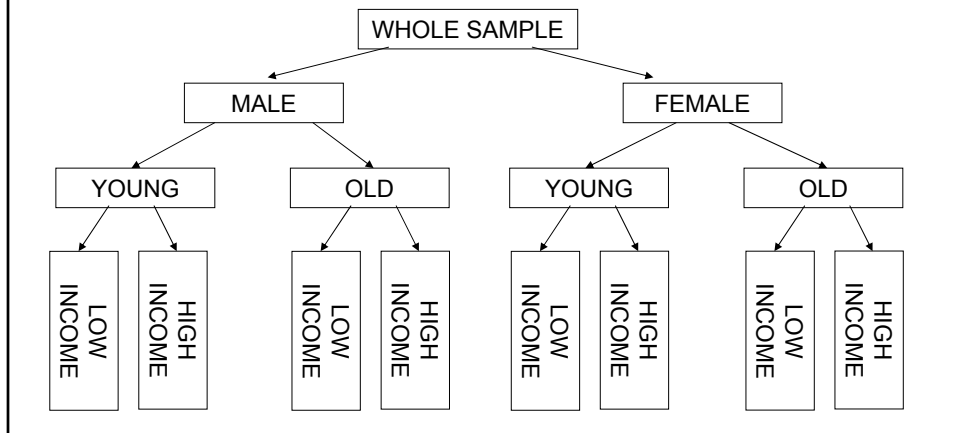 WHOLE SAMPLE
MALE
FEMALE
YOUNG
OLD
YOUNG
OLD
LOW
INCOME
HIGH
INCOME
LOW
INCOME
HIGH
INCOME
LOW
INCOME
HIGH
INCOME
LOW
INCOME
HIGH
INCOME